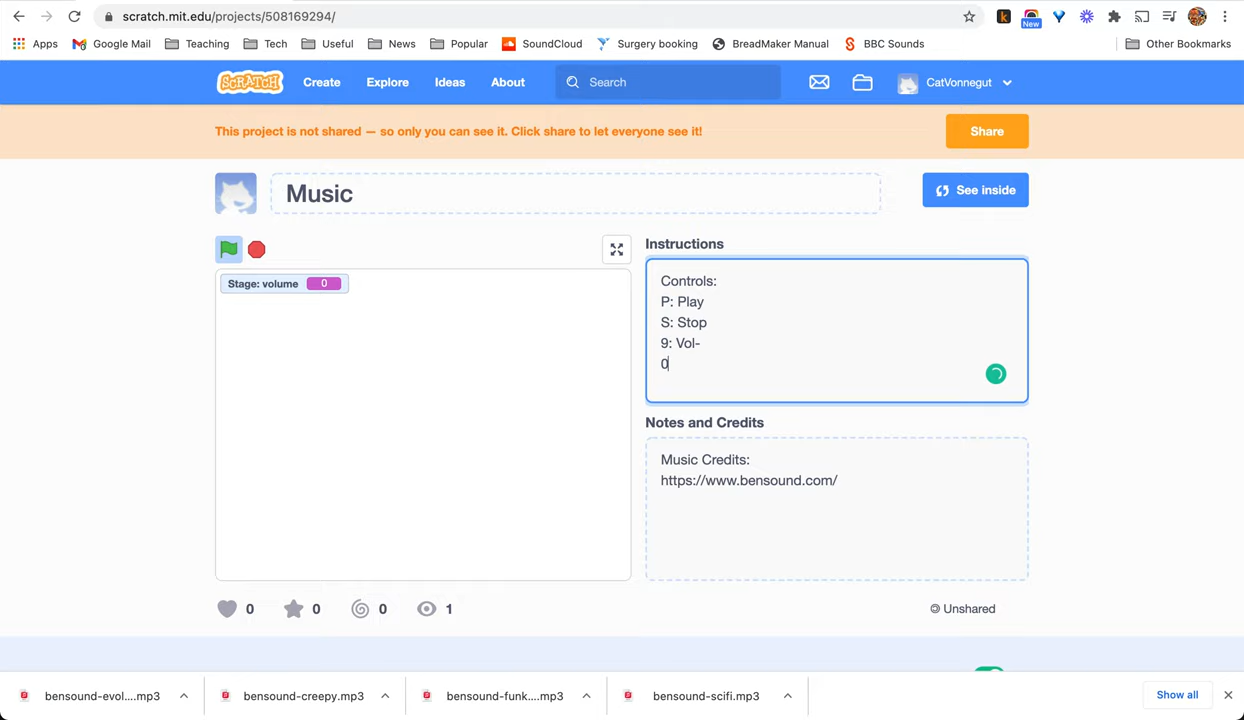 scratch.mit.edu/projects/508169294/
k
New
Apps Google Mail Teaching Tech Useful News Popular SoundCloud Surgery booking BreadMaker Manual BBC Sounds Other Bookmarks
SCRATCH Create Explore Ideas About Search CatVonnegut
This project is not shared — so only you can see it. Click share to let everyone see it!
Share
Music
See inside
Stage: volume 0
Instructions
Controls:
P: Play
S: Stop
9: Vol-
0
Notes and Credits
Music Credits:
https://www.bensound.com/
0 0 0 1
Unshared
bensound-evol....mp3 bensound-creepy.mp3 bensound-funk....mp3 bensound-scifi.mp3 Show all